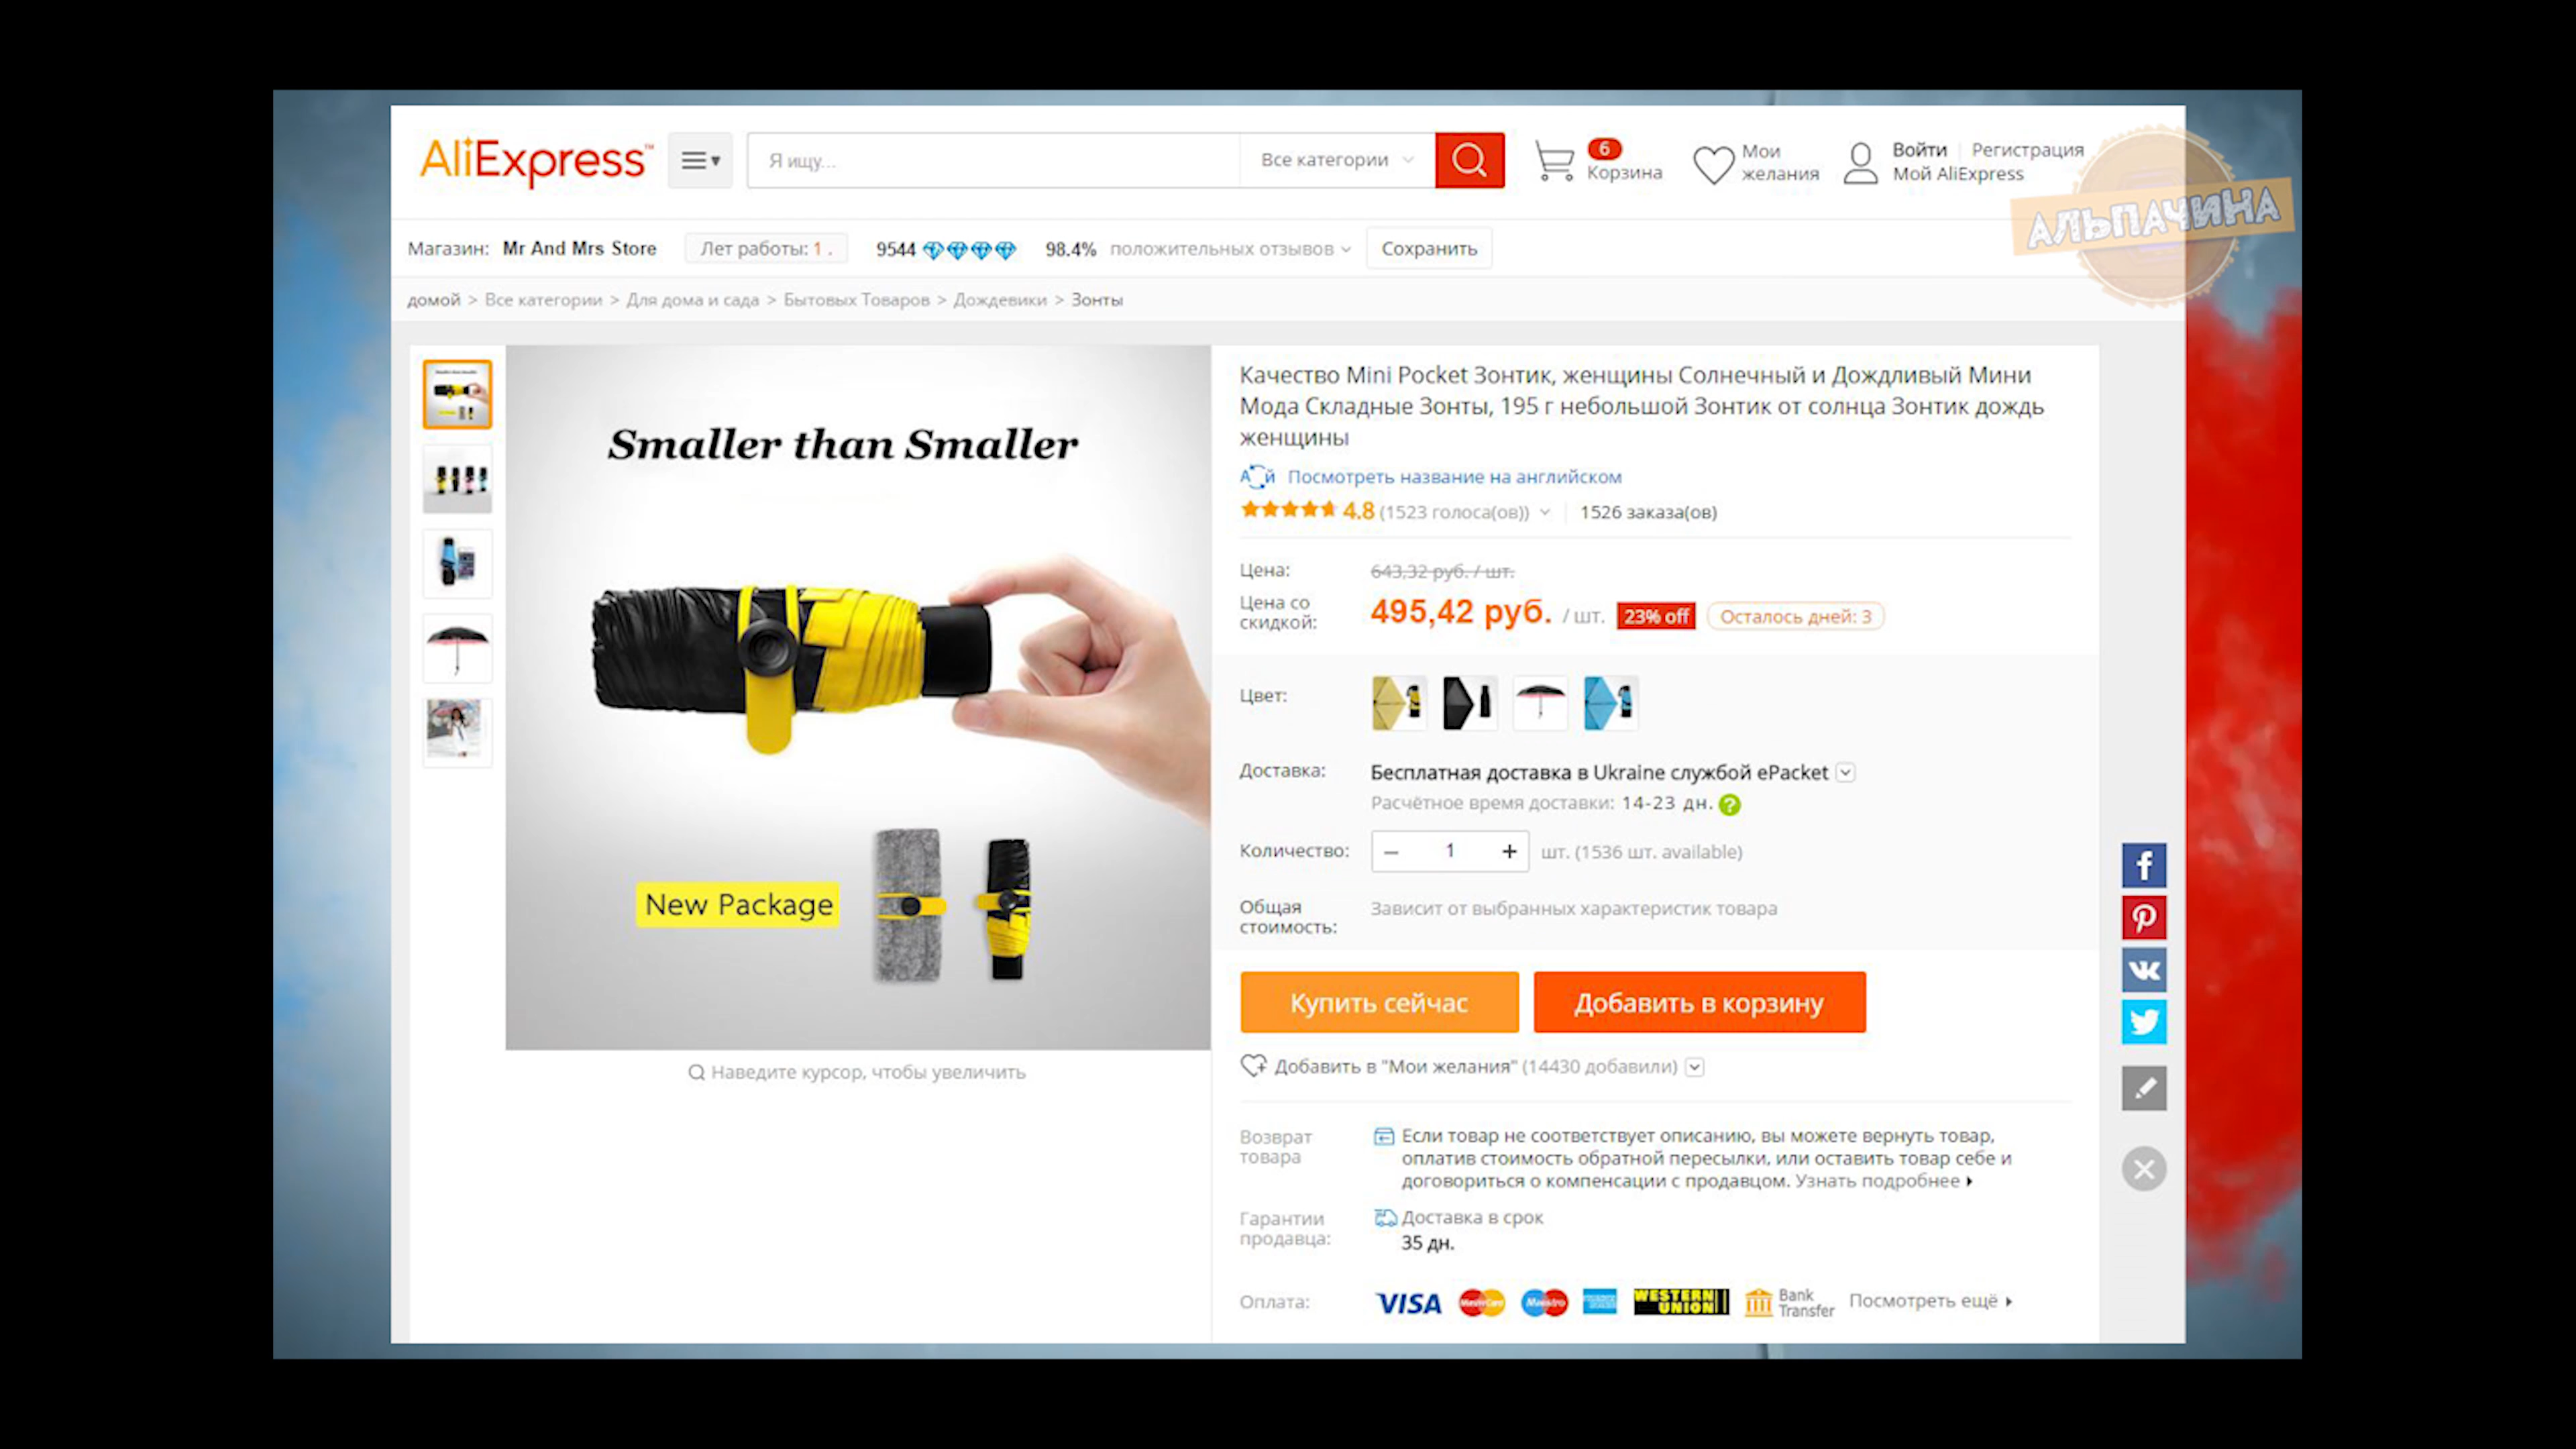 AliExpress™
Я ищу...
Все категории
6
Корзина
Мои желания
Войти
Регистрация
Мой AliExpress
АЛЬПАЧИНА
Магазин: Mr And Mrs Store
Лет работы: 1 .
9544
98.4% положительных отзывов
Сохранить
домой > Все категории > Для дома и сада > Бытовых Товаров > Дождевики > Зонты
Smaller than Smaller
New Package
Наведите курсор, чтобы увеличить
Качество Mini Pocket Зонтик, женщины Солнечный и Дождливый Мини
Мода Складные Зонты, 195 г небольшой Зонтик от солнца Зонтик дождь
женщины
Посмотреть название на английском
4.8 (1523 голоса(ов)) 1526 заказа(ов)
Цена: 643,32 руб. / шт.
Цена со
скидкой: 495,42 руб. / шт. 23% off Осталось дней: 3
Цвет:
Доставка: Бесплатная доставка в Ukraine службой ePacket
Расчётное время доставки: 14-23 дн. ?
Количество: – 1 + шт. (1536 шт. available)
Общая
стоимость: Зависит от выбранных характеристик товара
Купить сейчас
Добавить в корзину
Добавить в "Мои желания" (14430 добавили)
Возврат
товара
Если товар не соответствует описанию, вы можете вернуть товар,
оплатив стоимость обратной пересылки, или оставить товар себе и
договориться о компенсации с продавцом. Узнать подробнее
Гарантии
продавца:
Доставка в срок
35 дн.
Оплата: VISA MasterCard Maestro
WESTERN
UNION
Bank
Transfer
Посмотреть ещё